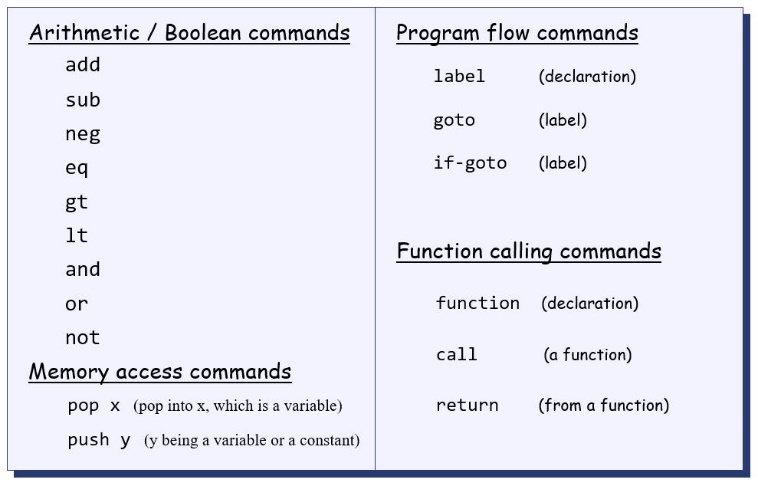 Arithmetic / Boolean commands
add
sub
neg
eq
gt
lt
and
or
not
Memory access commands
pop x (pop into x, which is a variable)
push y (y being a variable or a constant)
Program flow commands
label (declaration)
goto (label)
if-goto (label)
Function calling commands
function (declaration)
call (a function)
return (from a function)